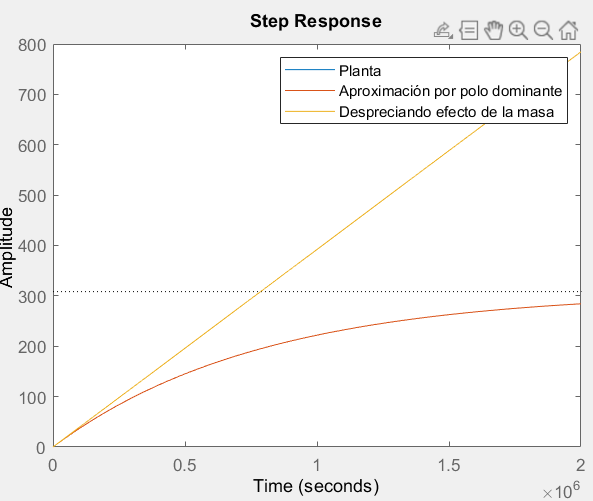 Step Response
800
700
600
500
400
300
200
100
0
Amplitude
Planta
Aproximación por polo dominante
Despreciando efecto de la masa
0 0.5 1 1.5 2
Time (seconds)
×10^6